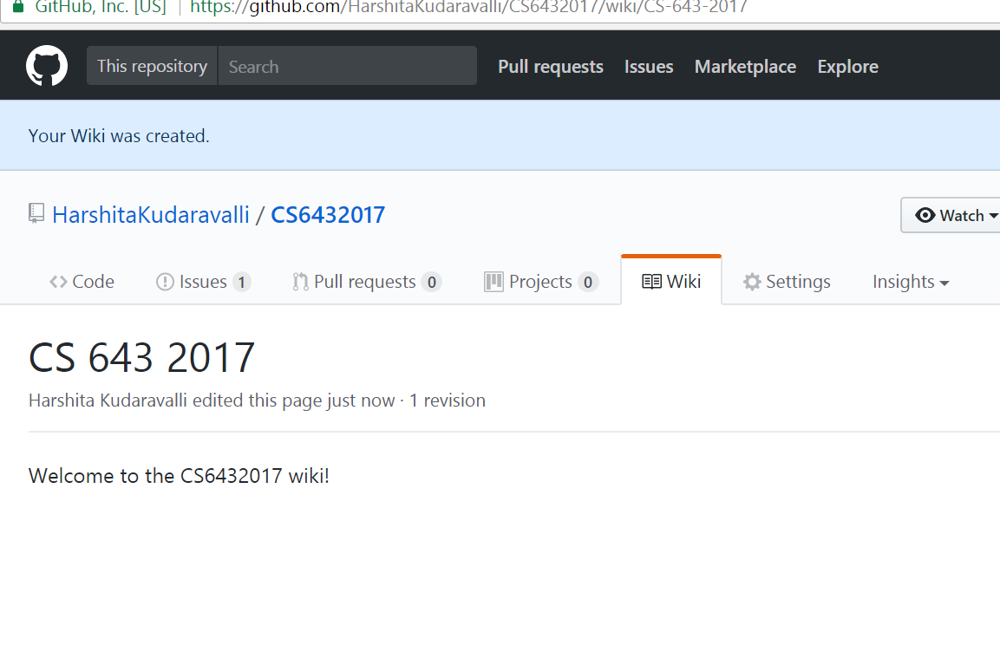 GitHub, Inc. [US] https://github.com/HarshitaKudaravalli/CS6432017/wiki/CS-643-2017
This repository Search Pull requests Issues Marketplace Explore
Your Wiki was created.
HarshitaKudaravalli / CS6432017 Watch
Code Issues 1 Pull requests 0 Projects 0 Wiki Settings Insights
CS 643 2017
Harshita Kudaravalli edited this page just now · 1 revision
Welcome to the CS6432017 wiki!